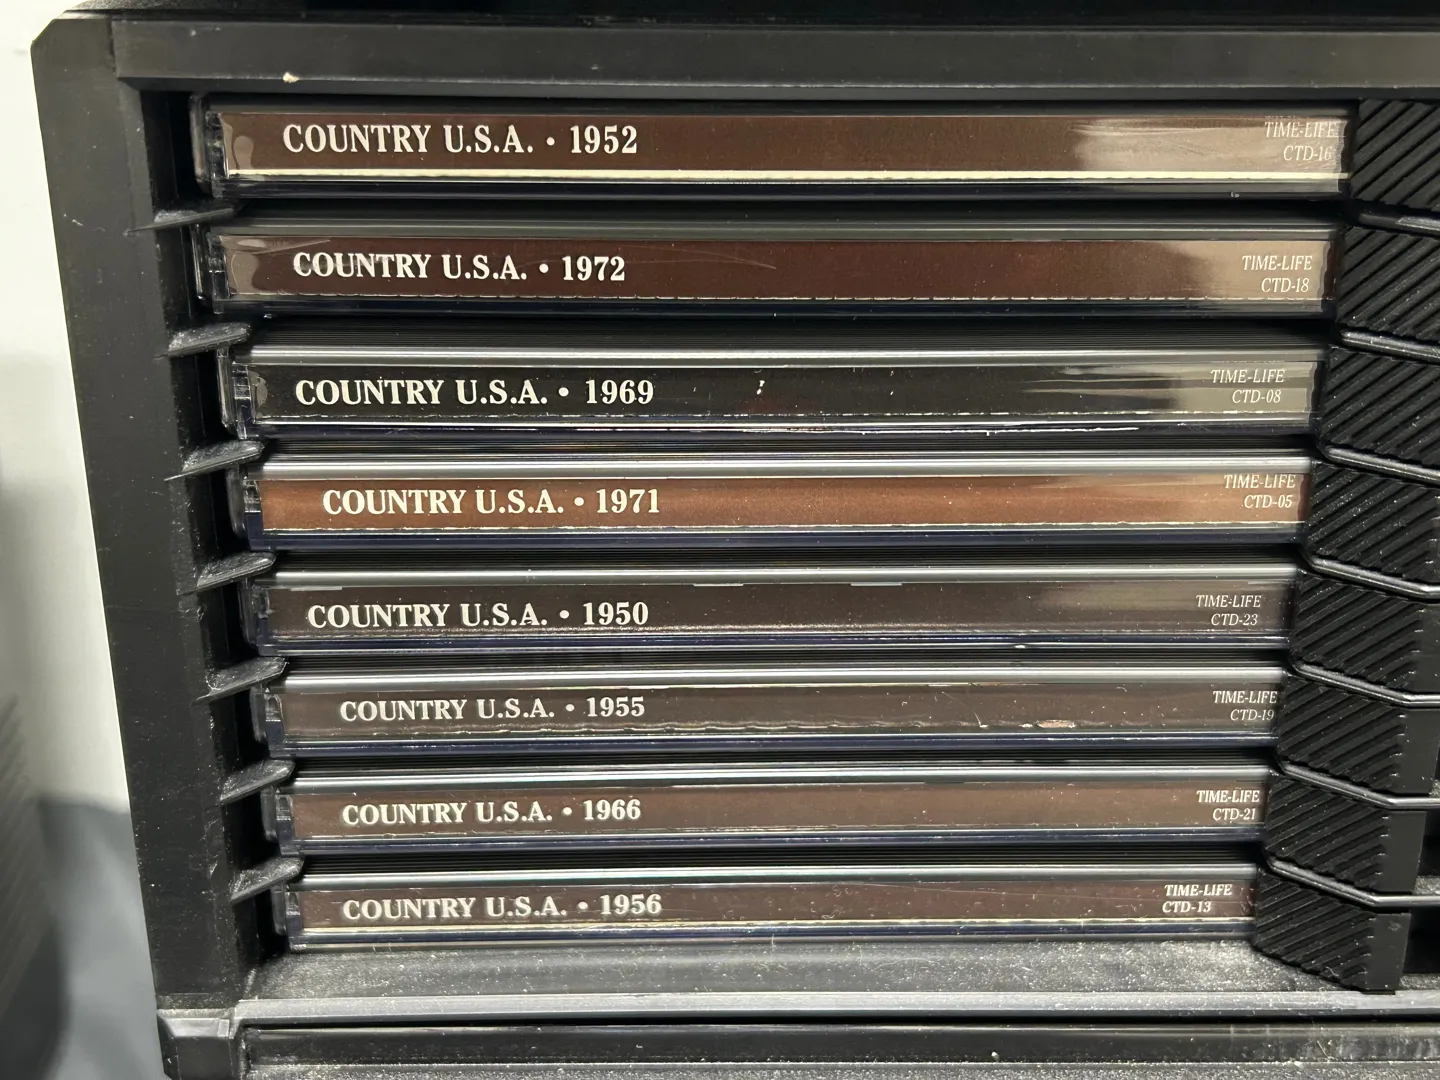 COUNTRY U.S.A. • 1952
TIME-LIFE
CTD-16
COUNTRY U.S.A. • 1972
TIME-LIFE
CTD-18
COUNTRY U.S.A. • 1969
TIME-LIFE
CTD-08
COUNTRY U.S.A. • 1971
TIME-LIFE
CTD-05
COUNTRY U.S.A. • 1950
TIME-LIFE
CTD-23
COUNTRY U.S.A. • 1955
TIME-LIFE
CTD-19
COUNTRY U.S.A. • 1966
TIME-LIFE
CTD-21
COUNTRY U.S.A. • 1956
TIME-LIFE
CTD-13